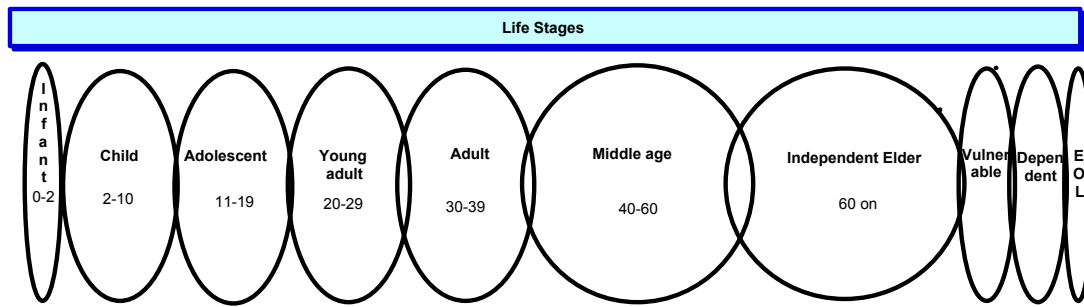 Life Stages
Infant
0-2
Child
2-10
Adolescent
11-19
Young
adult
20-29
Adult
30-39
Middle age
40-60
Independent Elder
60 on
Vulner
able
Depen
dent
E
O
L